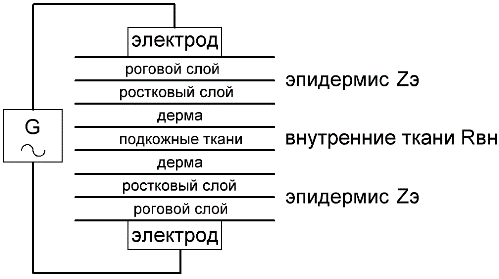 электрод
роговой слой
эпидермис Zэ
ростковый слой
дерма
G
подкожные ткани
внутренние ткани Rвн
дерма
ростковый слой
эпидермис Zэ
роговой слой
электрод